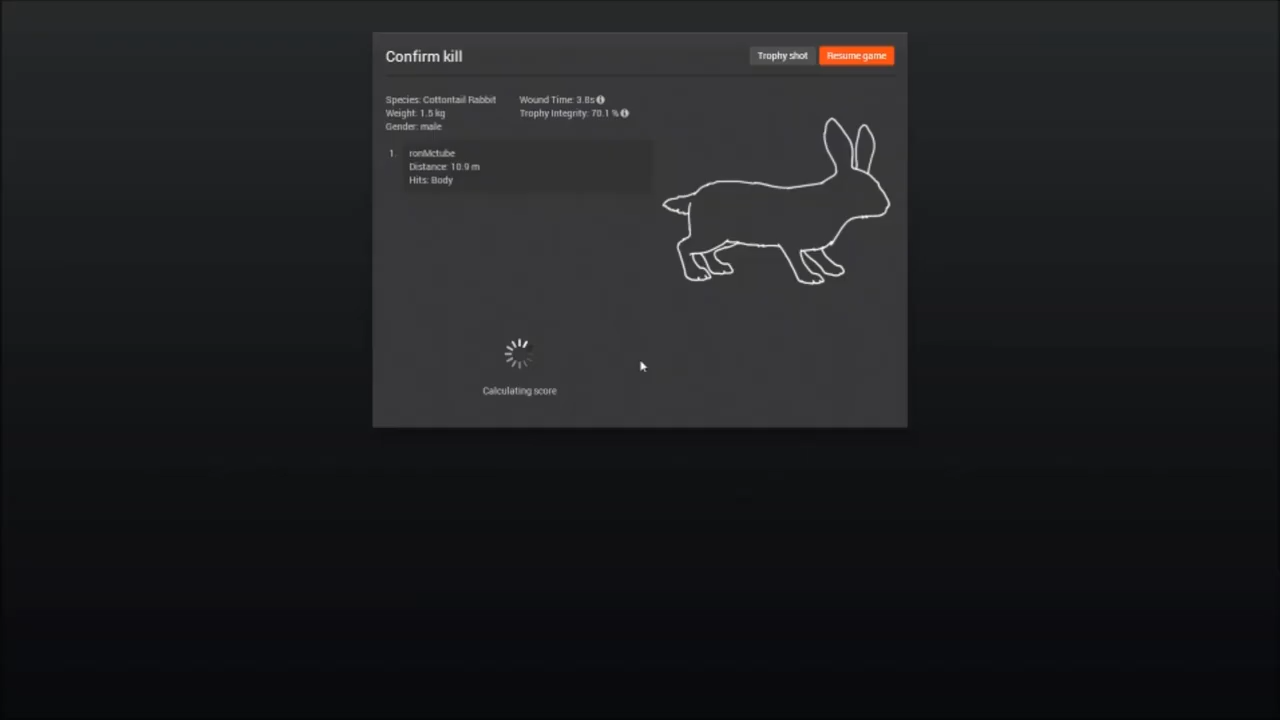 Confirm kill
Trophy shot
Resume game
Species: Cottontail Rabbit
Weight: 1.5 kg
Gender: male
Wound Time: 3.8s
Trophy Integrity: 70.1 %
1. ronMctube
Distance: 10.9 m
Hits: Body
Calculating score